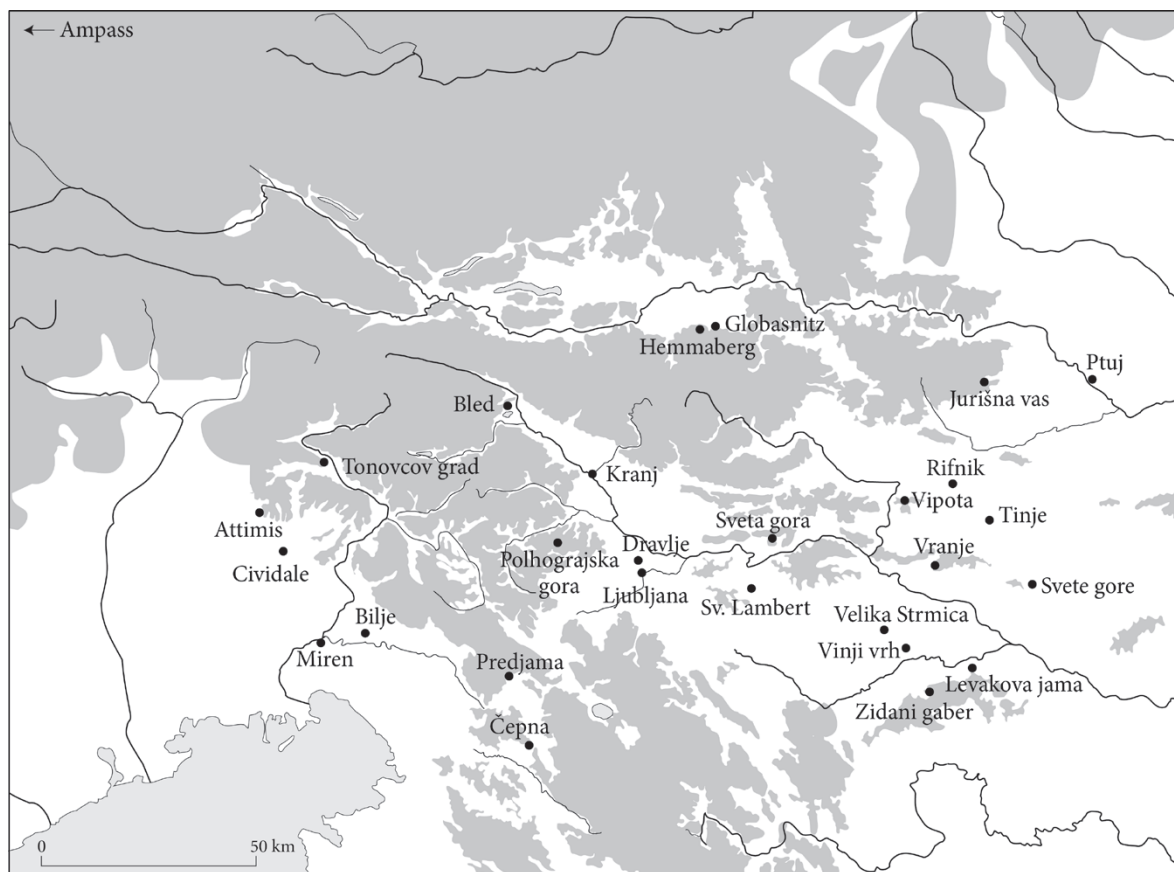 ← Ampass
Globasnitz
Hemmaberg
Ptuj
Jurišna vas
Bled
Tonovcov grad
Kranj
Rifnik
Vipota
Attimis
Sveta gora
Tinje
Cividale
Polhograjska
gora
Dravlje
Vranje
Ljubljana
Sv. Lambert
Svete gore
Bilje
Velika Strmica
Miren
Vinji vrh
Predjama
Levakova jama
Zidani gaber
Čepna
0
50 km